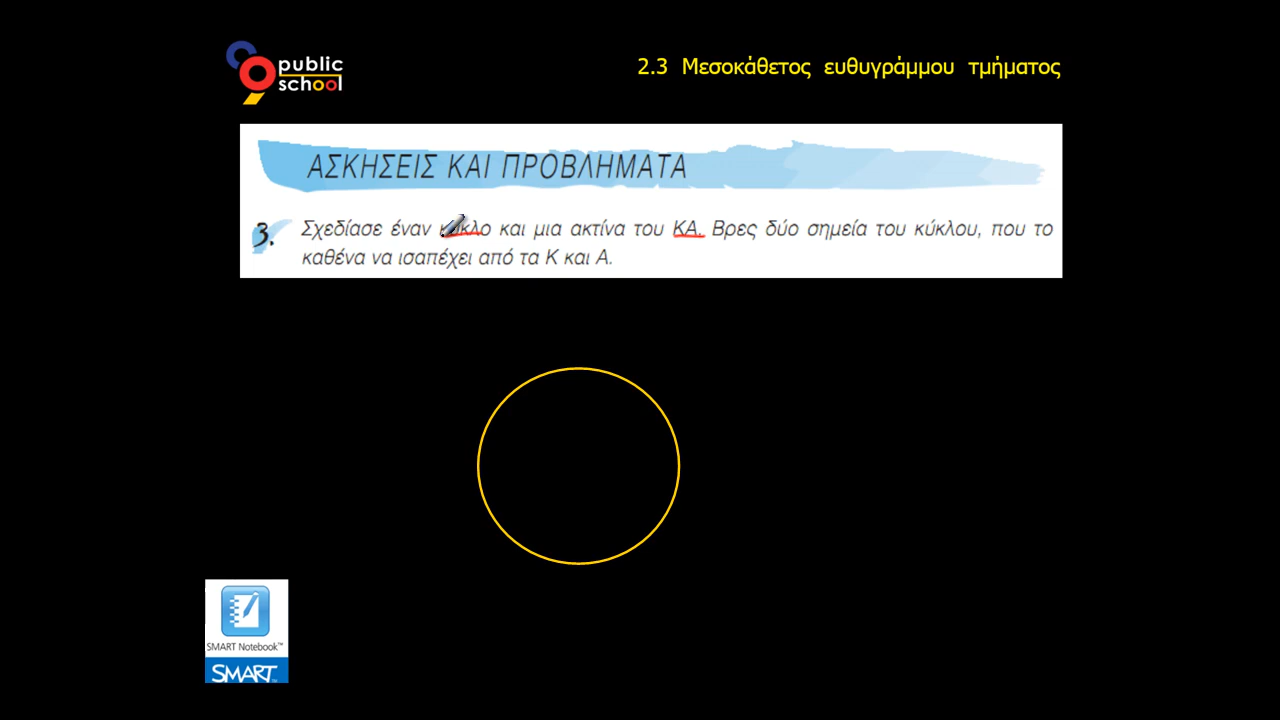 public
school
2.3 Μεσοκάθετος ευθυγράμμου τμήματος
ΑΣΚΗΣΕΙΣ ΚΑΙ ΠΡΟΒΛΗΜΑΤΑ
3. Σχεδίασε έναν κύκλο και μια ακτίνα του ΚΑ. Βρες δύο σημεία του κύκλου, που το
καθένα να ισαπέχει από τα Κ και Α.
SMART Notebook™
SMART